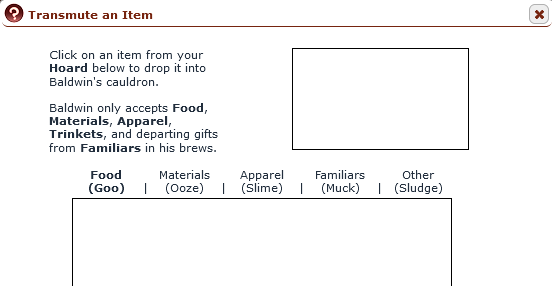 Transmute an Item
Click on an item from your
Hoard below to drop it into
Baldwin's cauldron.
Baldwin only accepts Food,
Materials, Apparel,
Trinkets, and departing gifts
from Familiars in his brews.
Food Materials Apparel Familiars Other
(Goo) | (Ooze) | (Slime) | (Muck) | (Sludge)